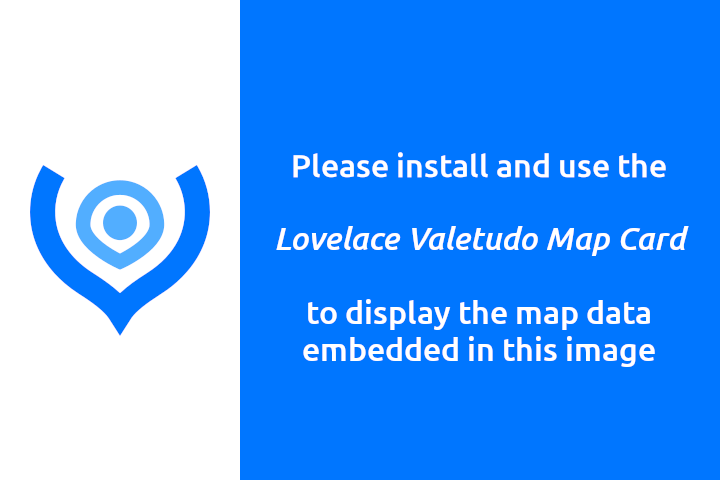 Please install and use the
Lovelace Valetudo Map Card
to display the map data
embedded in this image